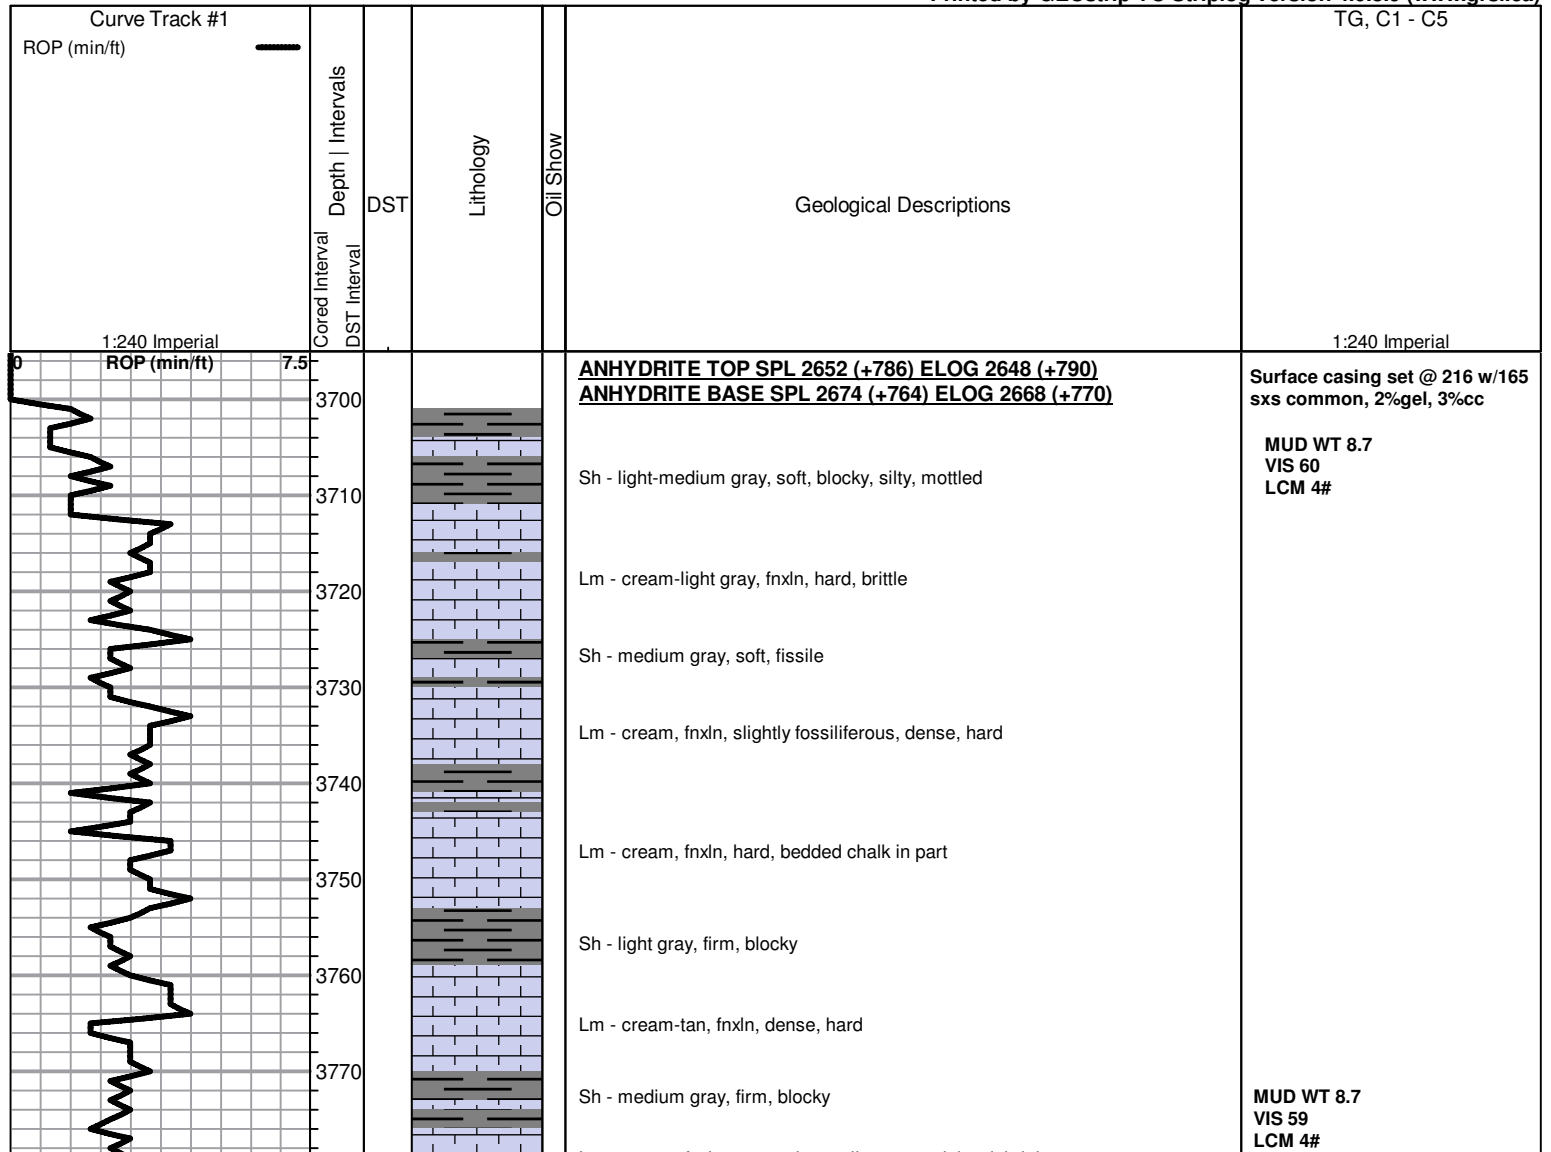 Curve Track #1
ROP (min/ft)
1:240 Imperial
Cored Interval
DST Interval
Depth | Intervals
DST
Lithology
Oil Show
Geological Descriptions
TG, C1 - C5
1:240 Imperial
0 ROP (min/ft) 7.5
ANHYDRITE TOP SPL 2652 (+786) ELOG 2648 (+790)
ANHYDRITE BASE SPL 2674 (+764) ELOG 2668 (+770)
Surface casing set @ 216 w/165
sxs common, 2%gel, 3%cc
3700
MUD WT 8.7
VIS 60
LCM 4#
Sh - light-medium gray, soft, blocky, silty, mottled
3710
Lm - cream-light gray, fnxln, hard, brittle
3720
Sh - medium gray, soft, fissile
3730
Lm - cream, fnxln, slightly fossiliferous, dense, hard
3740
Lm - cream, fnxln, hard, bedded chalk in part
3750
Sh - light gray, firm, blocky
3760
Lm - cream-tan, fnxln, dense, hard
3770
Sh - medium gray, firm, blocky
MUD WT 8.7
VIS 59
LCM 4#